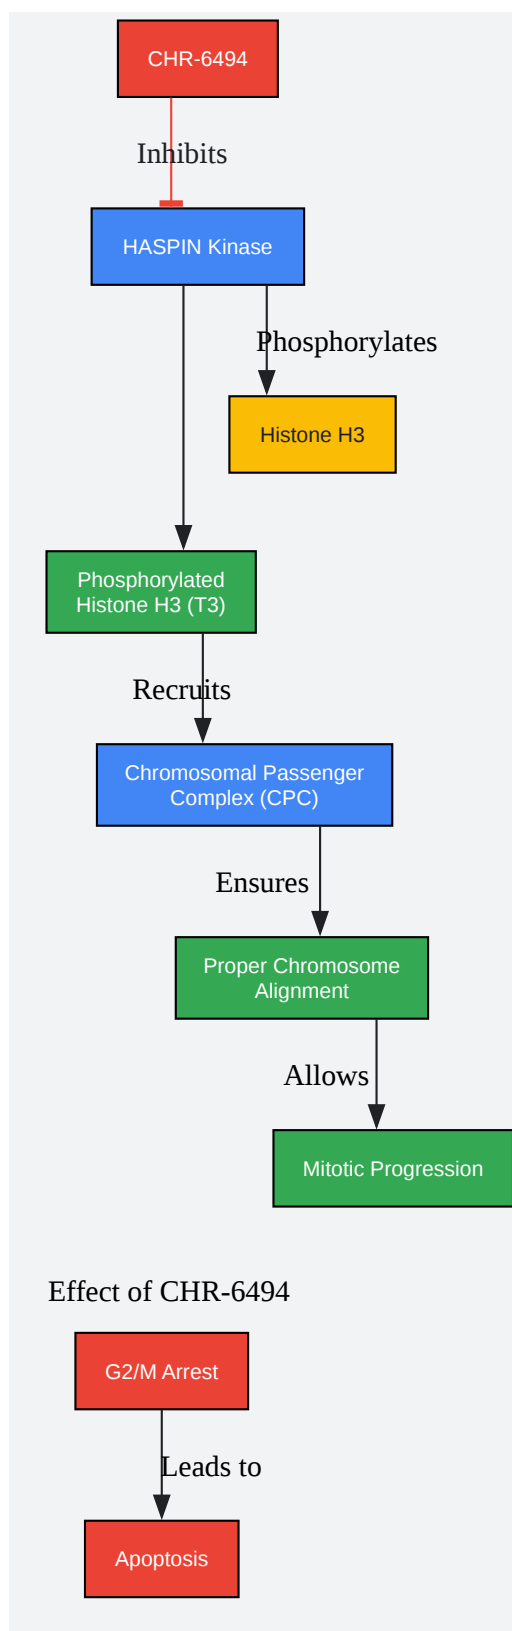 CHR-6494
Inhibits
HASPIN Kinase
Phosphorylates
Histone H3
Phosphorylated
Histone H3 (T3)
Recruits
Chromosomal Passenger
Complex (CPC)
Ensures
Proper Chromosome
Alignment
Allows
Mitotic Progression
Effect of CHR-6494
G2/M Arrest
Leads to
Apoptosis